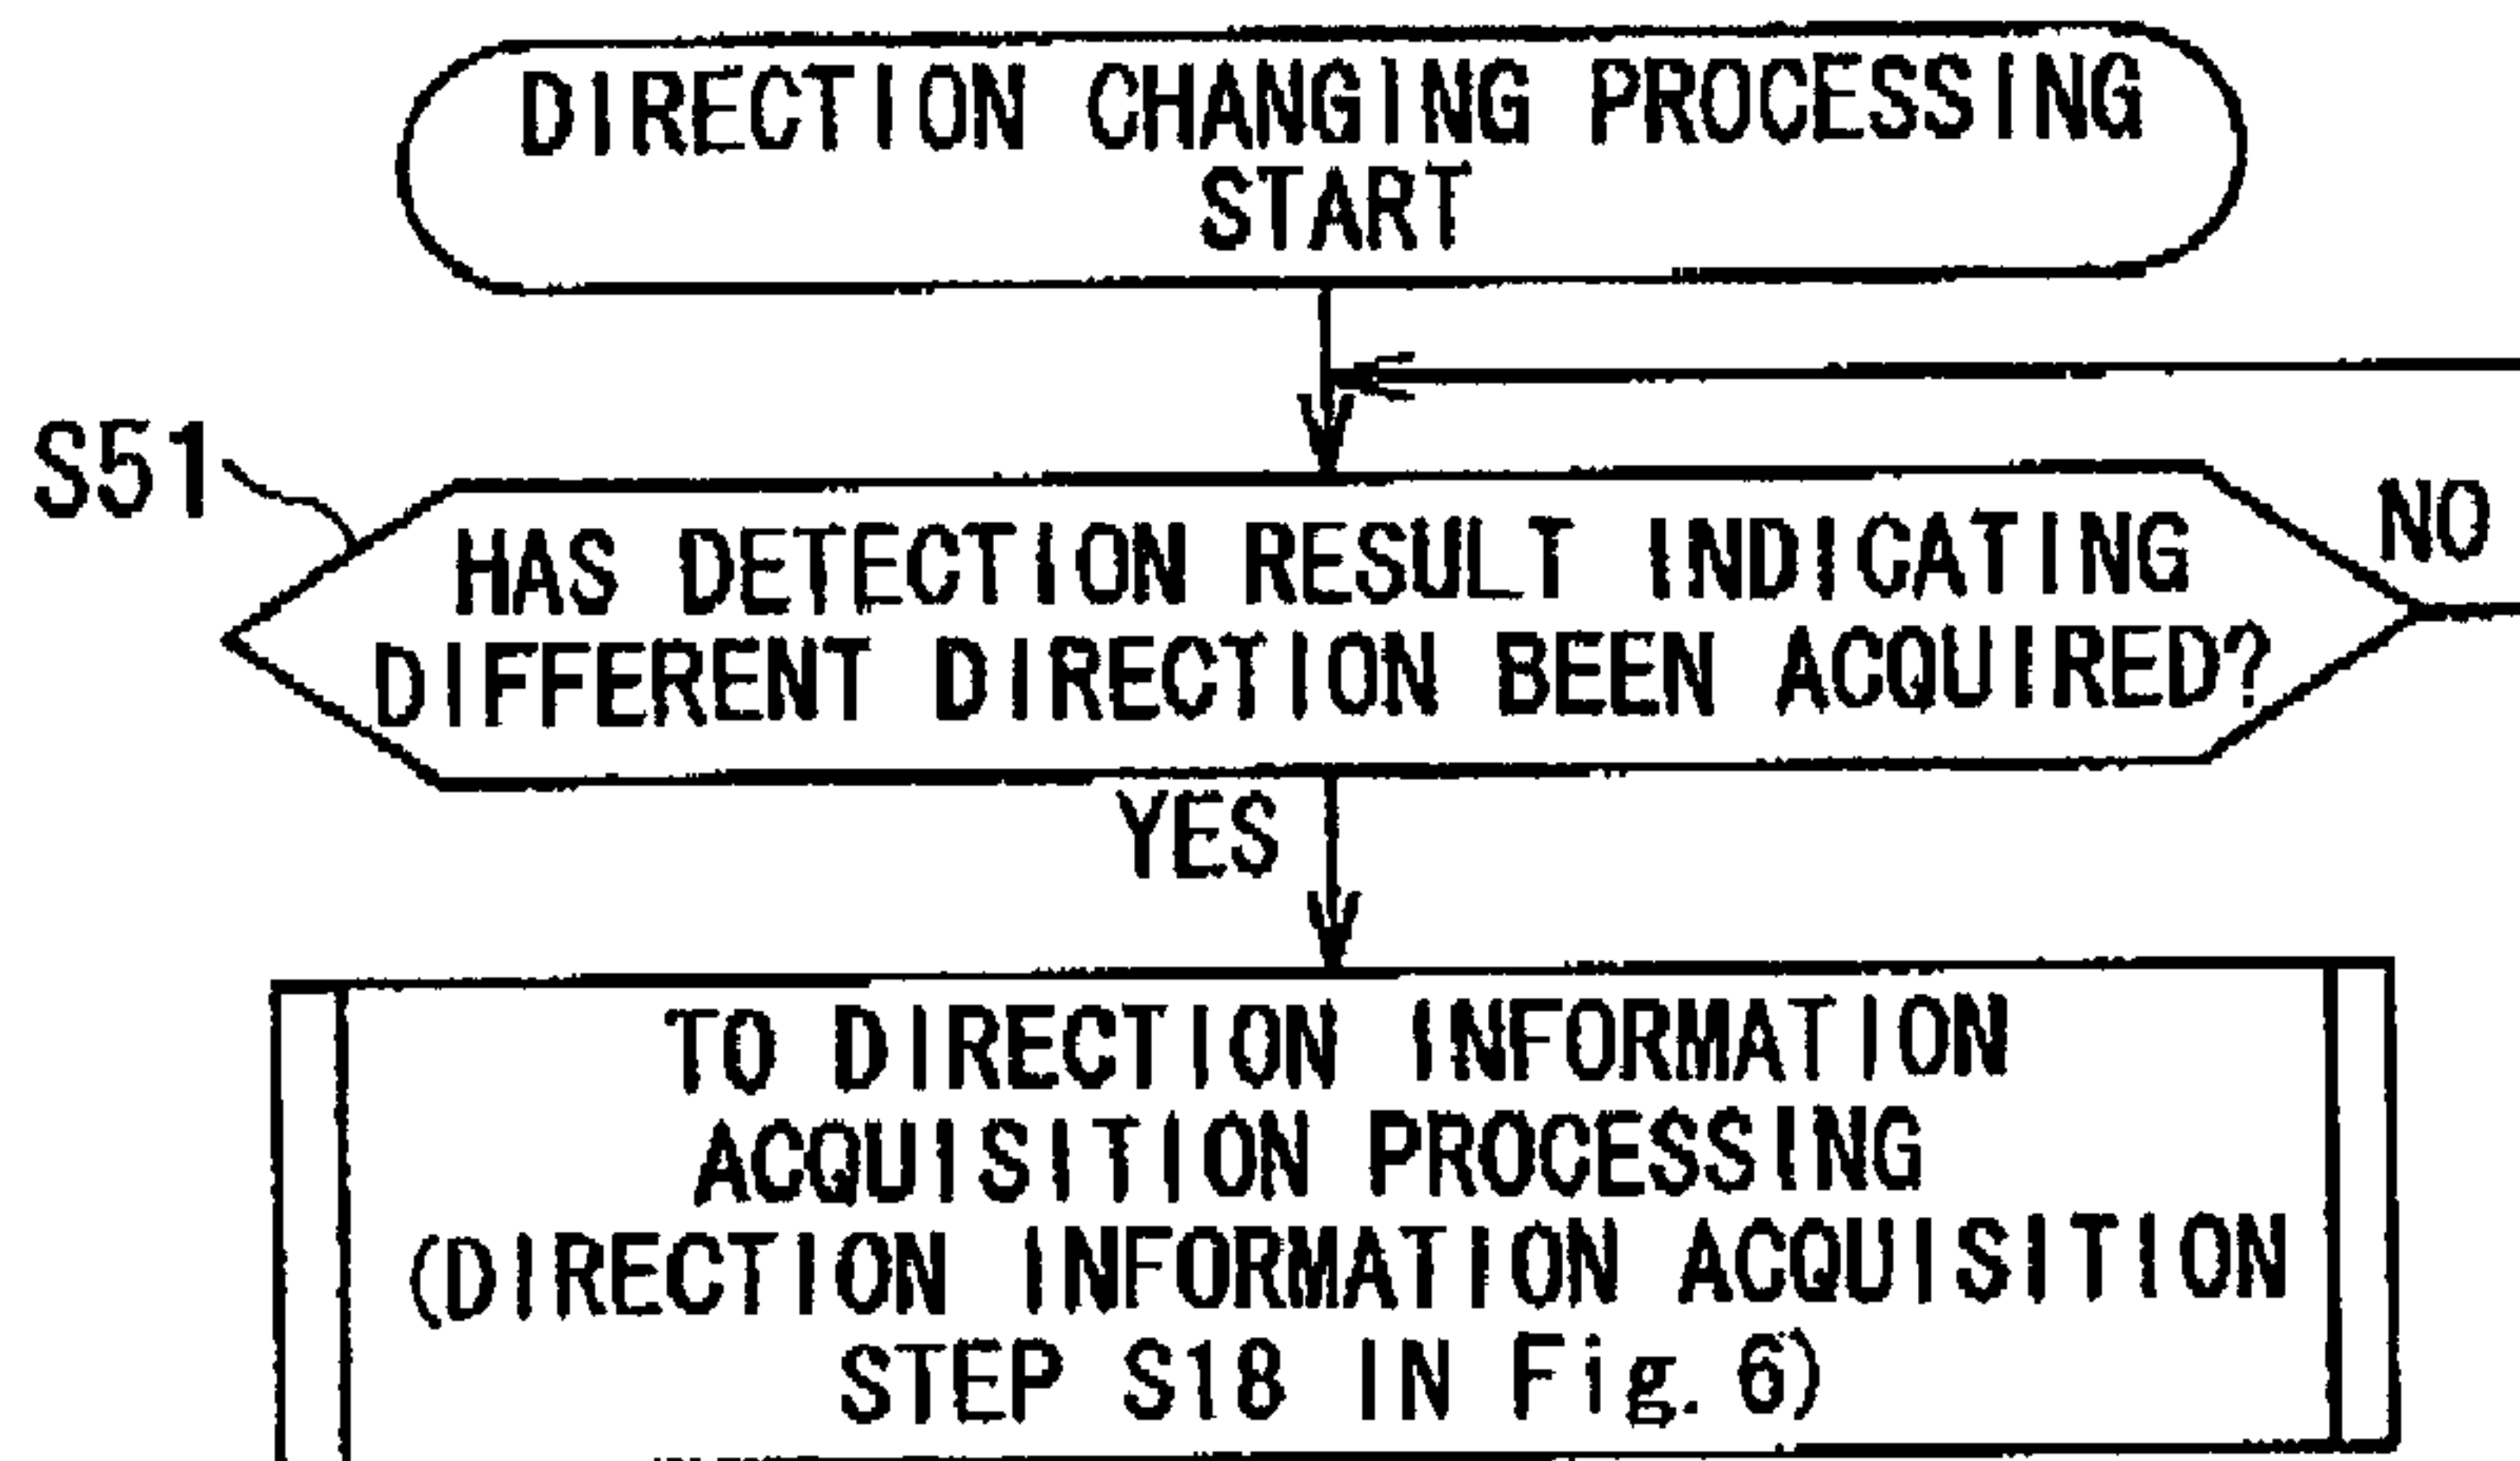 DIRECTION CHANGING PROCESSING
START
S51
HAS DETECTION RESULT INDICATING
DIFFERENT DIRECTION BEEN ACQUIRED?
NO
YES
TO DIRECTION INFORMATION
ACQUISITION PROCESSING
(DIRECTION INFORMATION ACQUISITION
STEP S18 IN Fig. 6)